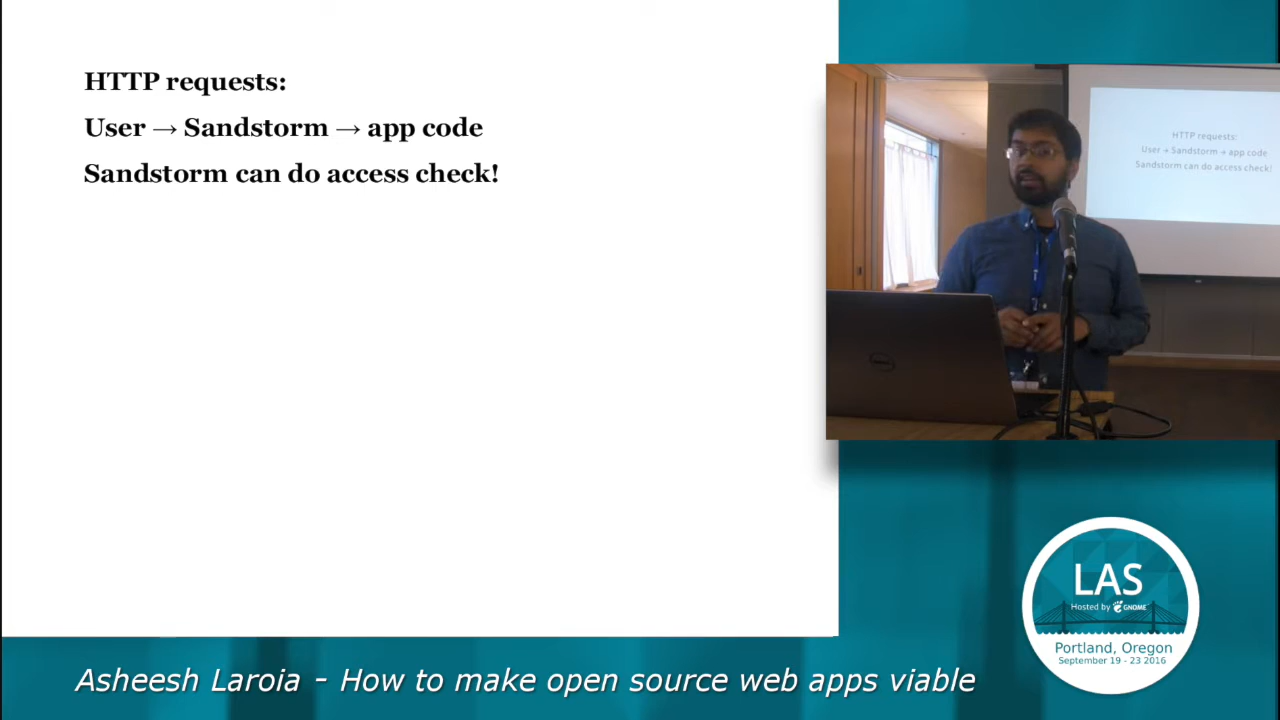 HTTP requests:
User → Sandstorm → app code
Sandstorm can do access check!
HTTP requests:
User → Sandstorm → app code
Sandstorm can do access check!
LAS
Hosted by GNOME
Portland, Oregon
September 19 - 23 2016
Asheesh Laroia - How to make open source web apps viable